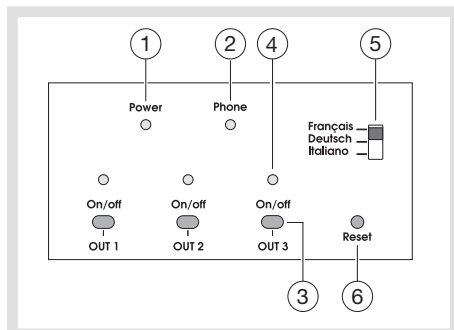 1 2 4 5
Power Phone
Français
Deutsch
Italiano
On/off On/off On/off
OUT 1 OUT 2 OUT 3 Reset
3 6